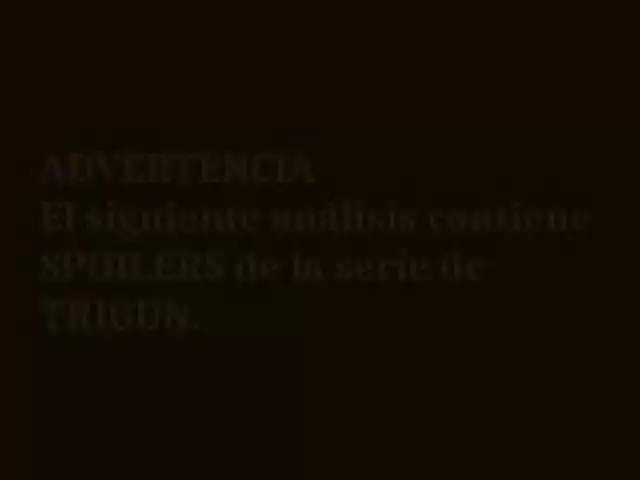 ADVERTENCIA
El siguiente análisis contiene
SPOILERS de la serie de
TRIGUN.